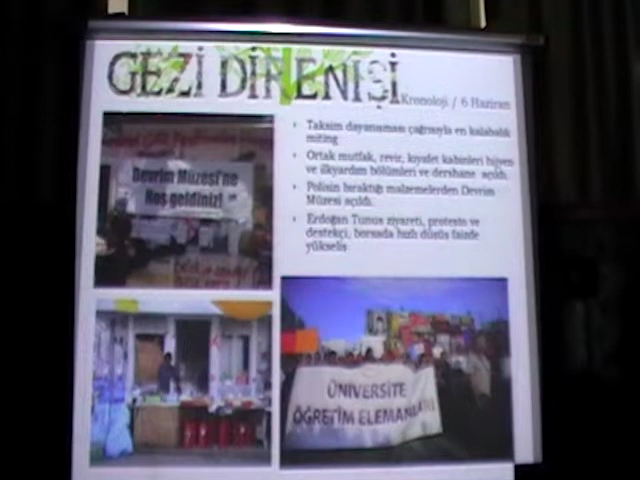 GEZİ DİRENİŞİ
Kronoloji / 6 Haziran
Taksim dayanışması çağrısıyla en kalabalık
miting
Ortak mutfak, revir, kıyafet kabinleri hijyen
ve ilkyardım bölümleri ve dershane açıldı.
Polisin bıraktığı malzemelerden Devrim
Müzesi açıldı.
Erdoğan Tunus ziyareti, protesto ve
destekçi, borsada hızlı düşüş faizde
yükseliş
Devrim Müzesi'ne
Hoş geldiniz!
ÜNİVERSİTE
ÖĞRETİM ELEMANLARI